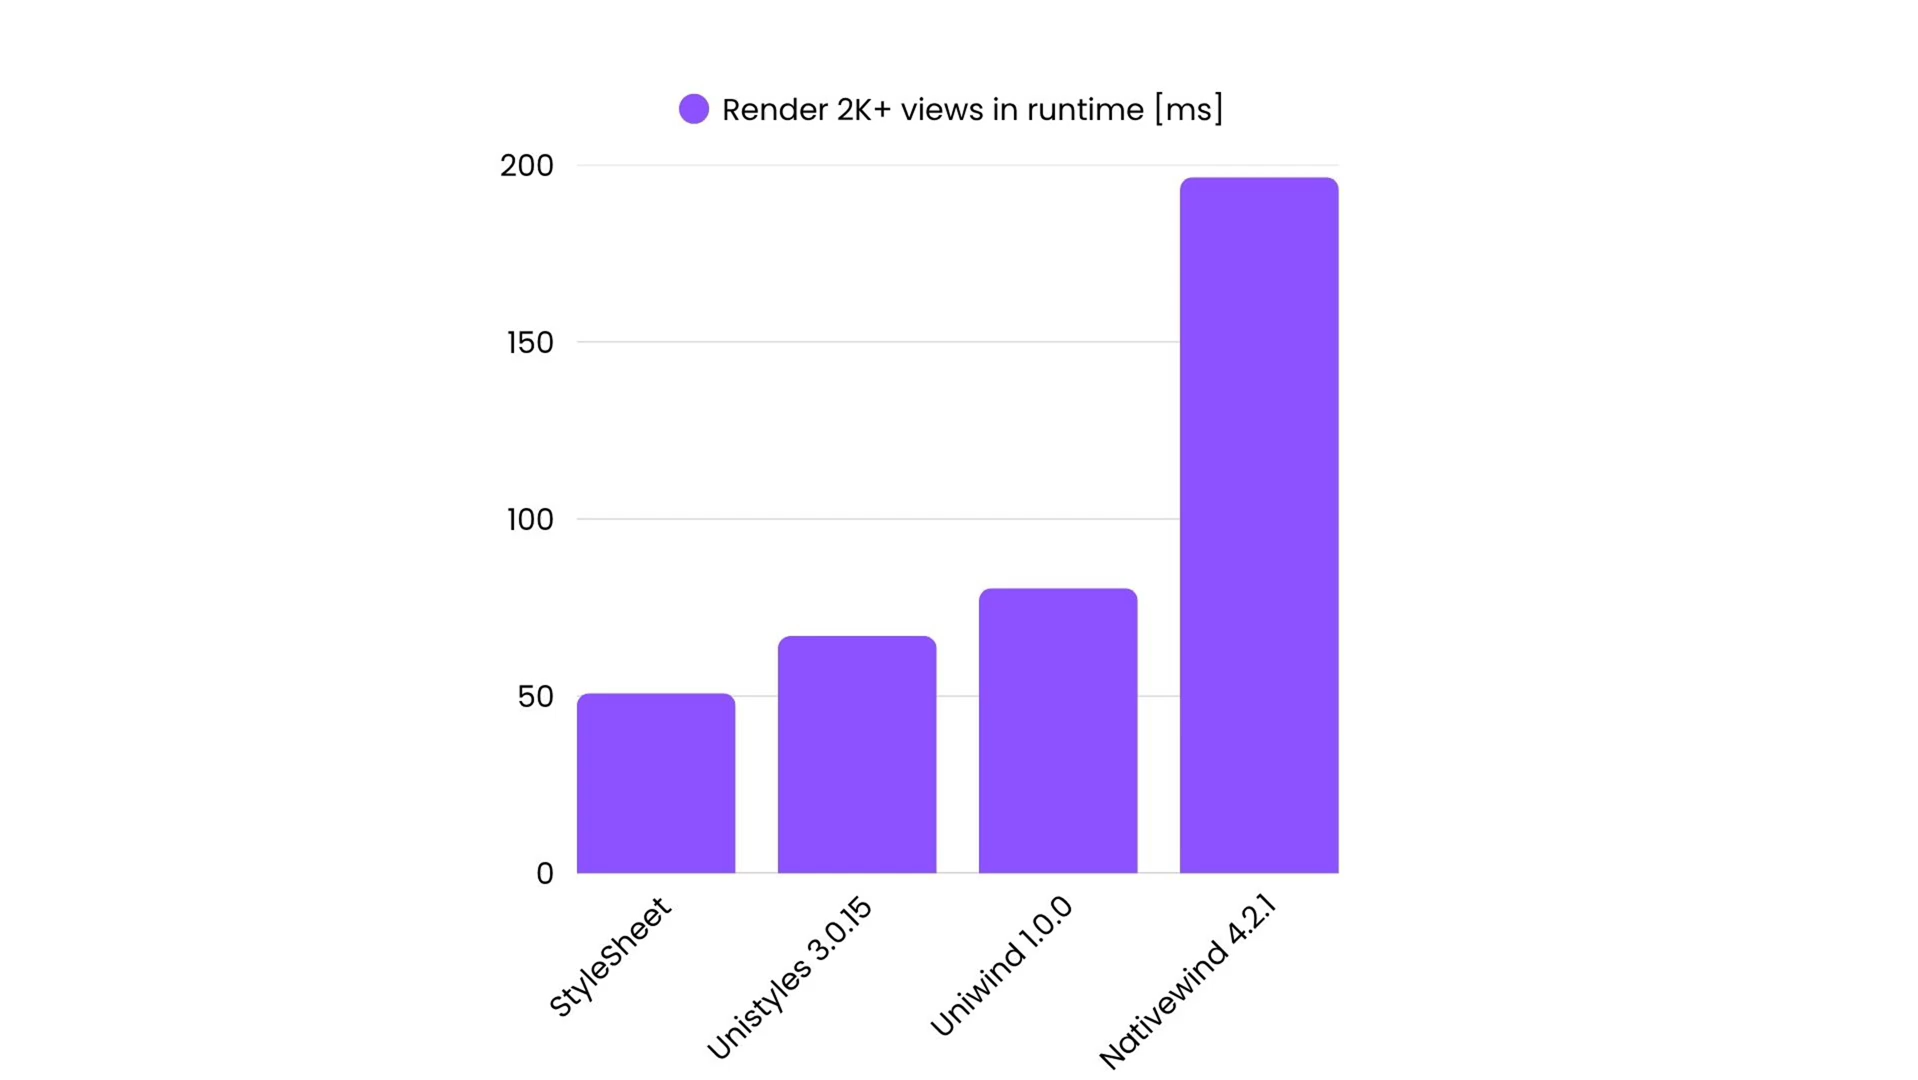 Render 2K+ views in runtime [ms]
200
150
100
50
0
StyleSheet
Unistyles 3.0.15
Uniwind 1.0.0
Nativewind 4.2.1